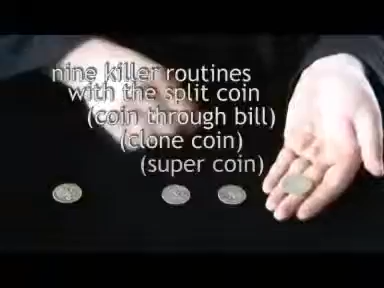 nine killer routines
with the split coin
(coin through bill)
(clone coin)
(super coin)